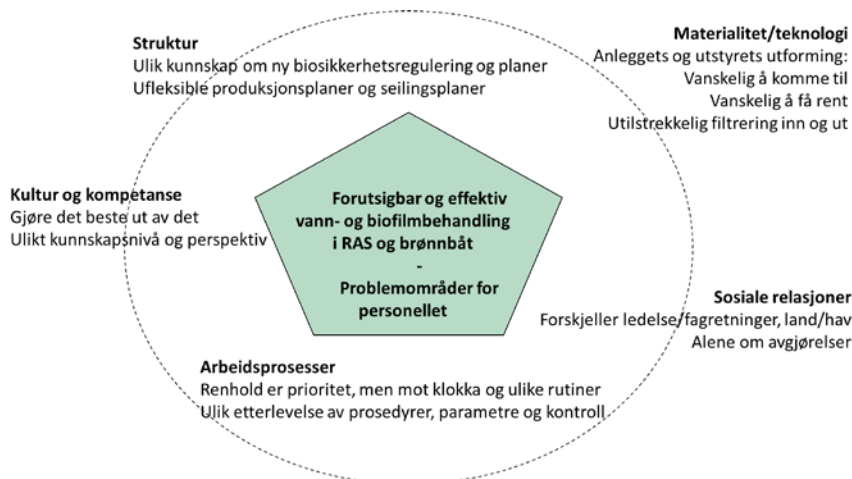 Struktur
Ulik kunnskap om ny biosikkerhetsregulering og planer
Ufleksible produksjonsplaner og seilingsplaner
Materialitet/teknologi
Anleggets og utstyrets utforming:
Vanskelig å komme til
Vanskelig å få rent
Utilstrekkelig filtrering inn og ut
Kultur og kompetanse
Gjøre det beste ut av det
Ulikt kunnskapsnivå og perspektiv
Forutsigbar og effektiv
vann- og biofilmbehandling
i RAS og brønnbåt
-
Problemområder for
personellet
Sosiale relasjoner
Forskjeller ledelse/fagretninger, land/hav
Alene om avgjørelser
Arbeidsprosesser
Renhold er prioritet, men mot klokka og ulike rutiner
Ulik etterlevelse av prosedyrer, parametre og kontroll